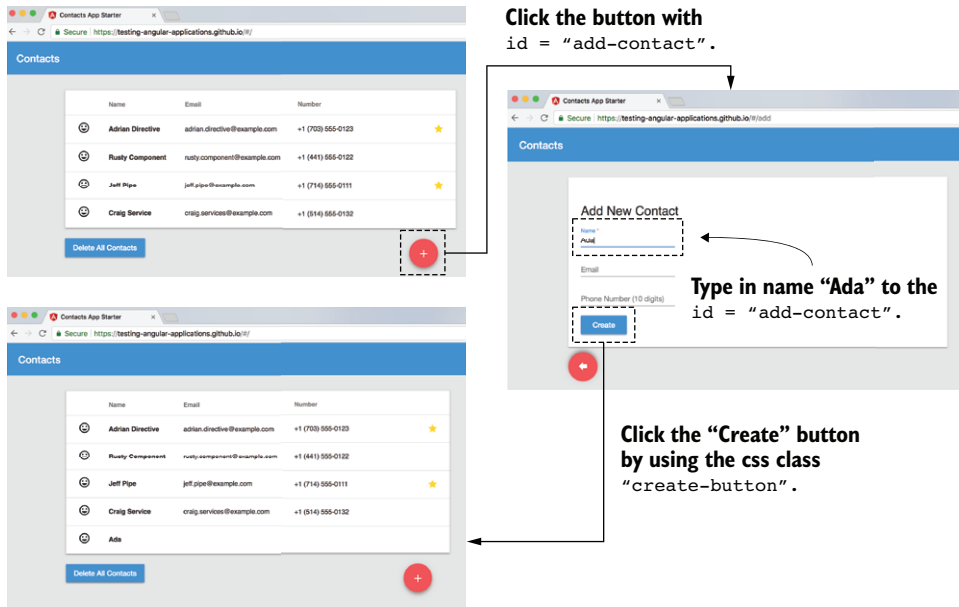 Contacts App Starter ×
Secure https://testing-angular-applications.github.io/#/
Contacts
Name Email Number
Adrian Directive adrian.directive@example.com +1 (703) 555-0123
Rusty Component rusty.component@example.com +1 (441) 555-0122
Jeff Pipe jeff.pipe@example.com +1 (714) 555-0111
Craig Service craig.services@example.com +1 (514) 555-0132
Delete All Contacts
+
Click the button with
id = “add-contact”.
Contacts App Starter ×
Secure https://testing-angular-applications.github.io/#/add
Contacts
Add New Contact
Name *
Ada
Email
Phone Number (10 digits)
Create
Type in name “Ada” to the
id = “add-contact”.
Click the “Create” button
by using the css class
“create-button”.
Contacts App Starter ×
Secure https://testing-angular-applications.github.io/#/
Contacts
Name Email Number
Adrian Directive adrian.directive@example.com +1 (703) 555-0123
Rusty Component rusty.component@example.com +1 (441) 555-0122
Jeff Pipe jeff.pipe@example.com +1 (714) 555-0111
Craig Service craig.services@example.com +1 (514) 555-0132
Ada
Delete All Contacts
+